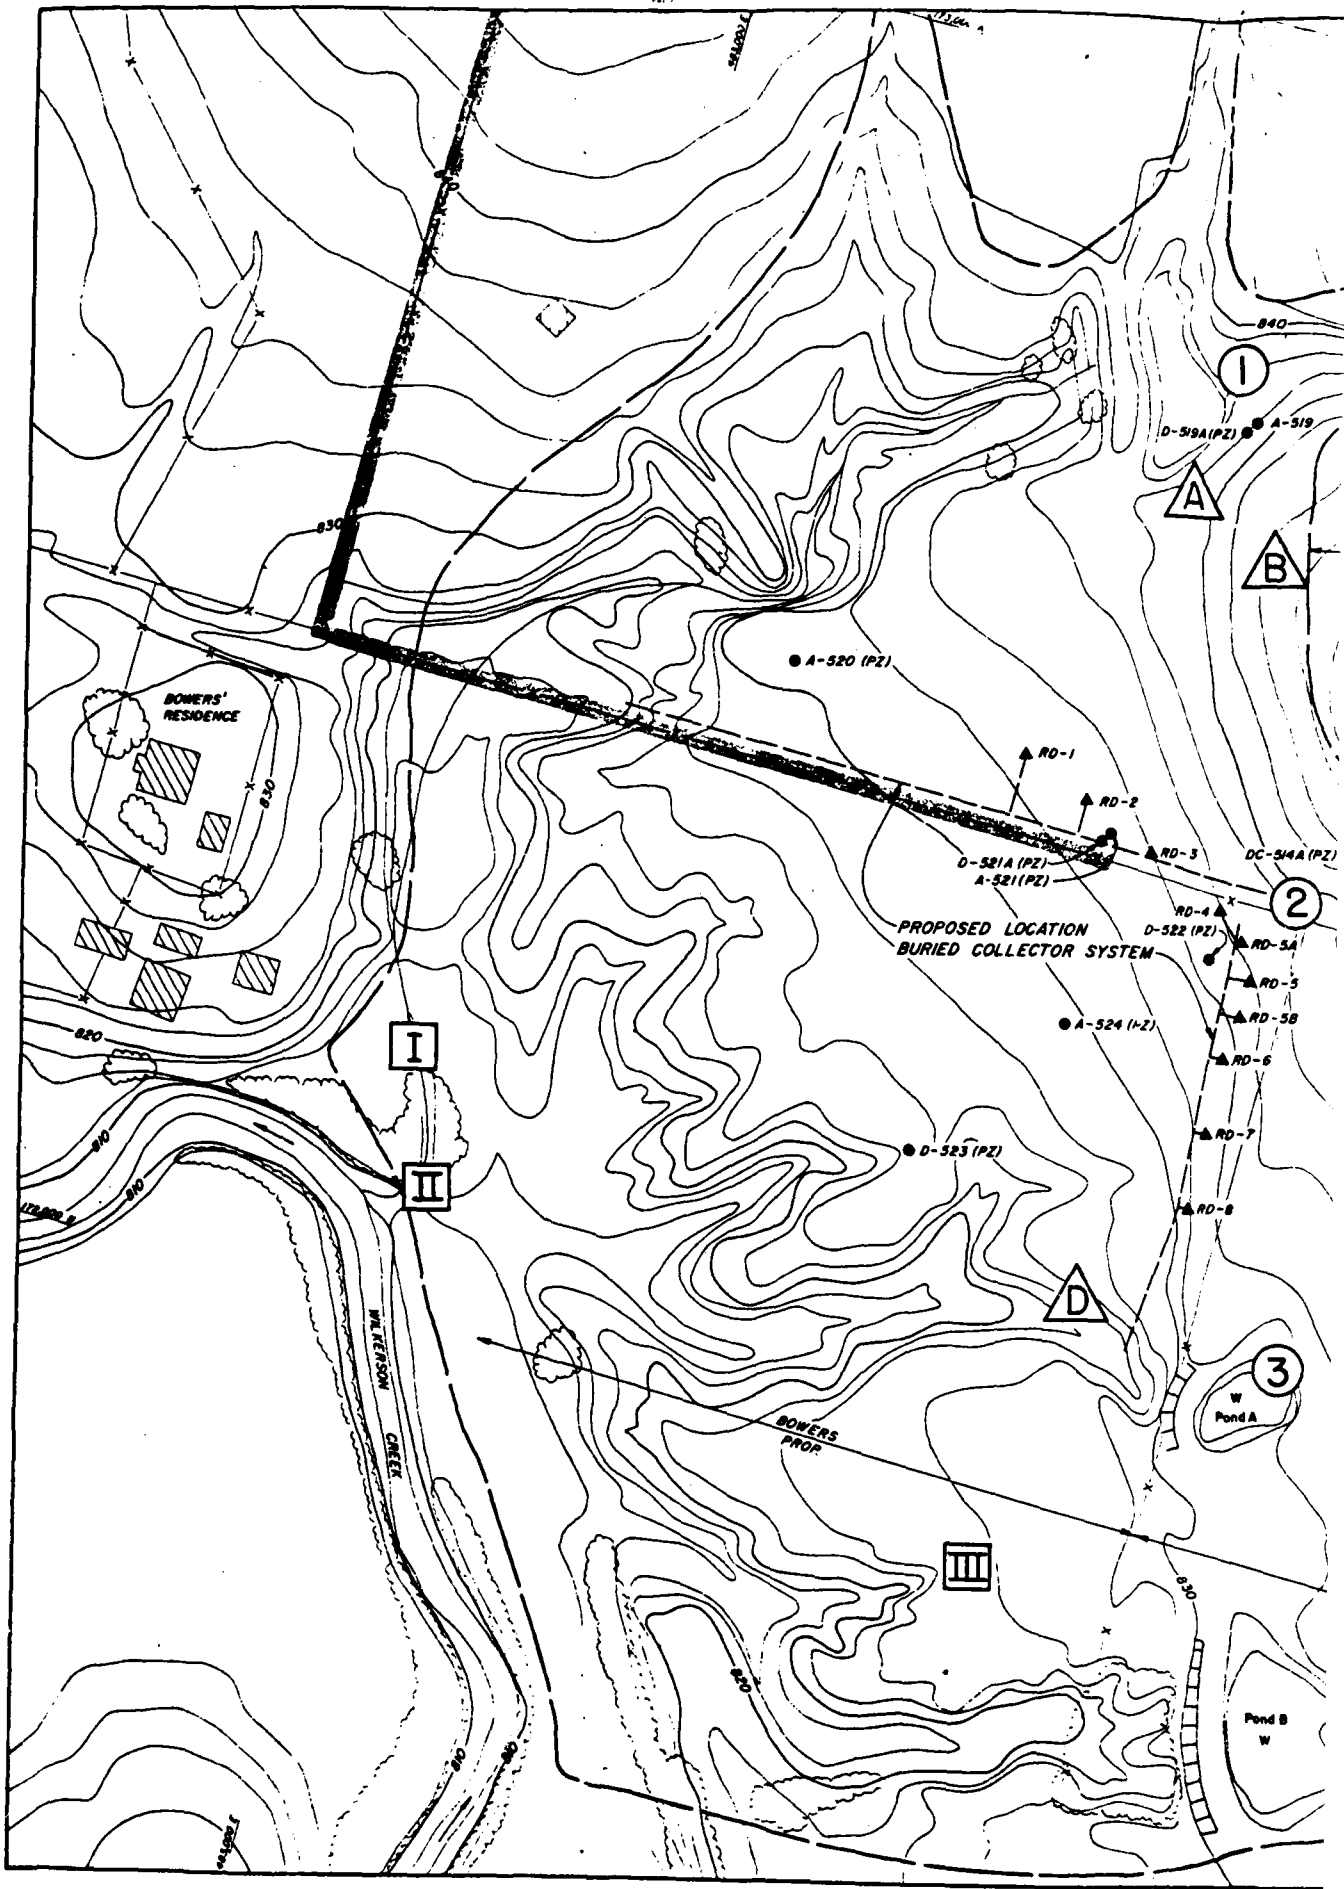 840
1
D-519A(PZ)
A-519
A
B
830
A-520 (PZ)
BOWERS'
RESIDENCE
830
RD-1
RD-2
RD-3
D-521A (PZ)
A-521(PZ)
DC-514A(PZ)
2
RD-4
D-522 (PZ)
RD-5A
PROPOSED LOCATION
BURIED COLLECTOR SYSTEM
RD-5
RD-5B
A-524
820
I
RD-6
810
RD-7
D-523(PZ)
II
810
RD-8
D
WILKERSON
CREEK
3
W
Pond A
BOWERS
PROP.
III
830
820
Pond B
W
810
810